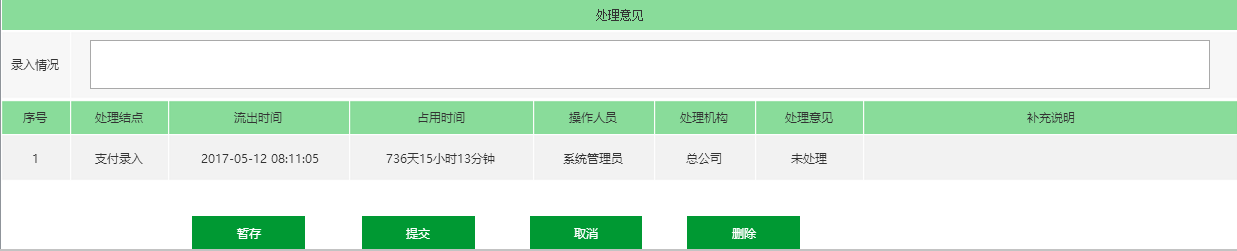 处理意见
录入情况
序号 处理结点 流出时间 占用时间 操作人员 处理机构 处理意见 补充说明
1 支付录入 2017-05-12 08:11:05 736天15小时13分钟 系统管理员 总公司 未处理
暂存 提交 取消 删除